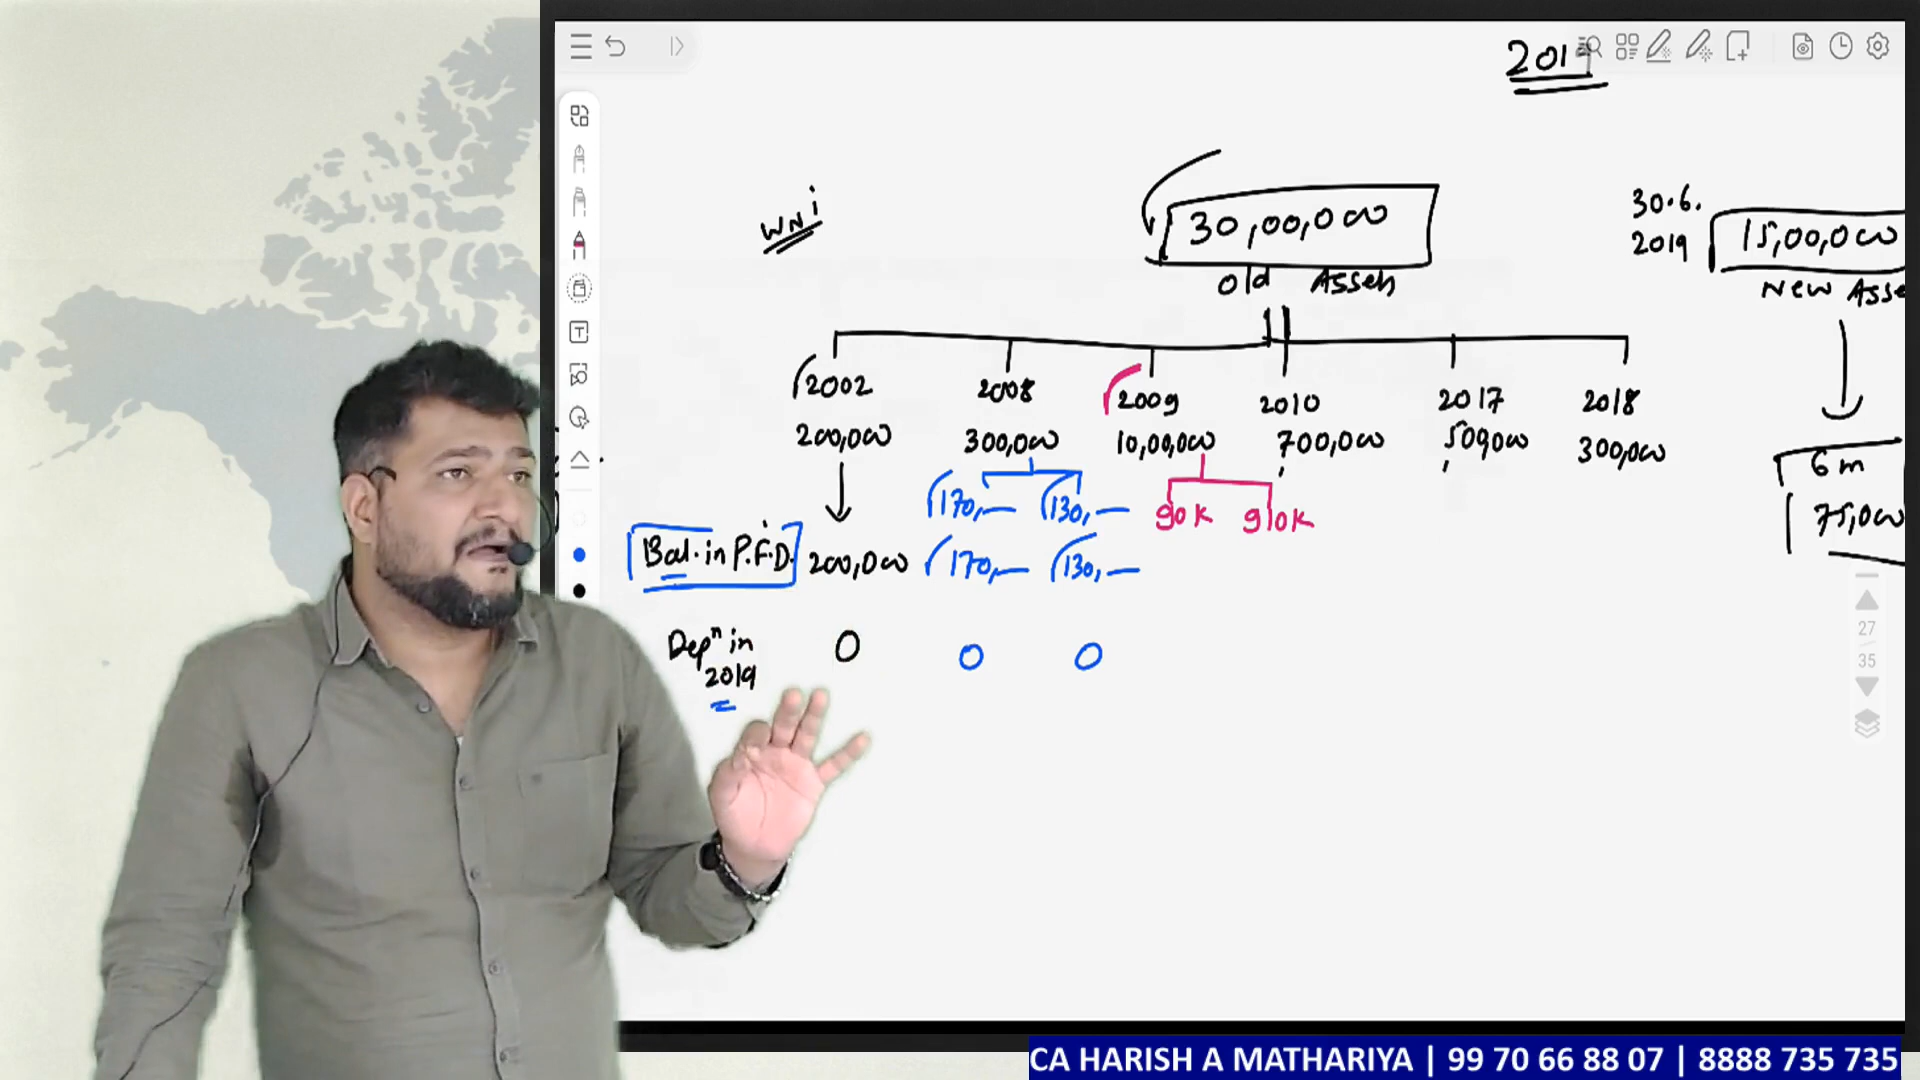 2019
WN i
30,00,000
Old Assets
30.6.
2019
15,00,000
New Asse
2002 2008 2009 2010 2017 2018
200,000 300,000 10,00,000 700,000 500,000 300,000
170,— 130,— 90K 910K
6 m
75,000
Bal. in P.F.D. 200,000 170,— 130,—
Depⁿ in 0 0 0
2019
27
35
CA HARISH A MATHARIYA | 99 70 66 88 07 | 8888 735 735